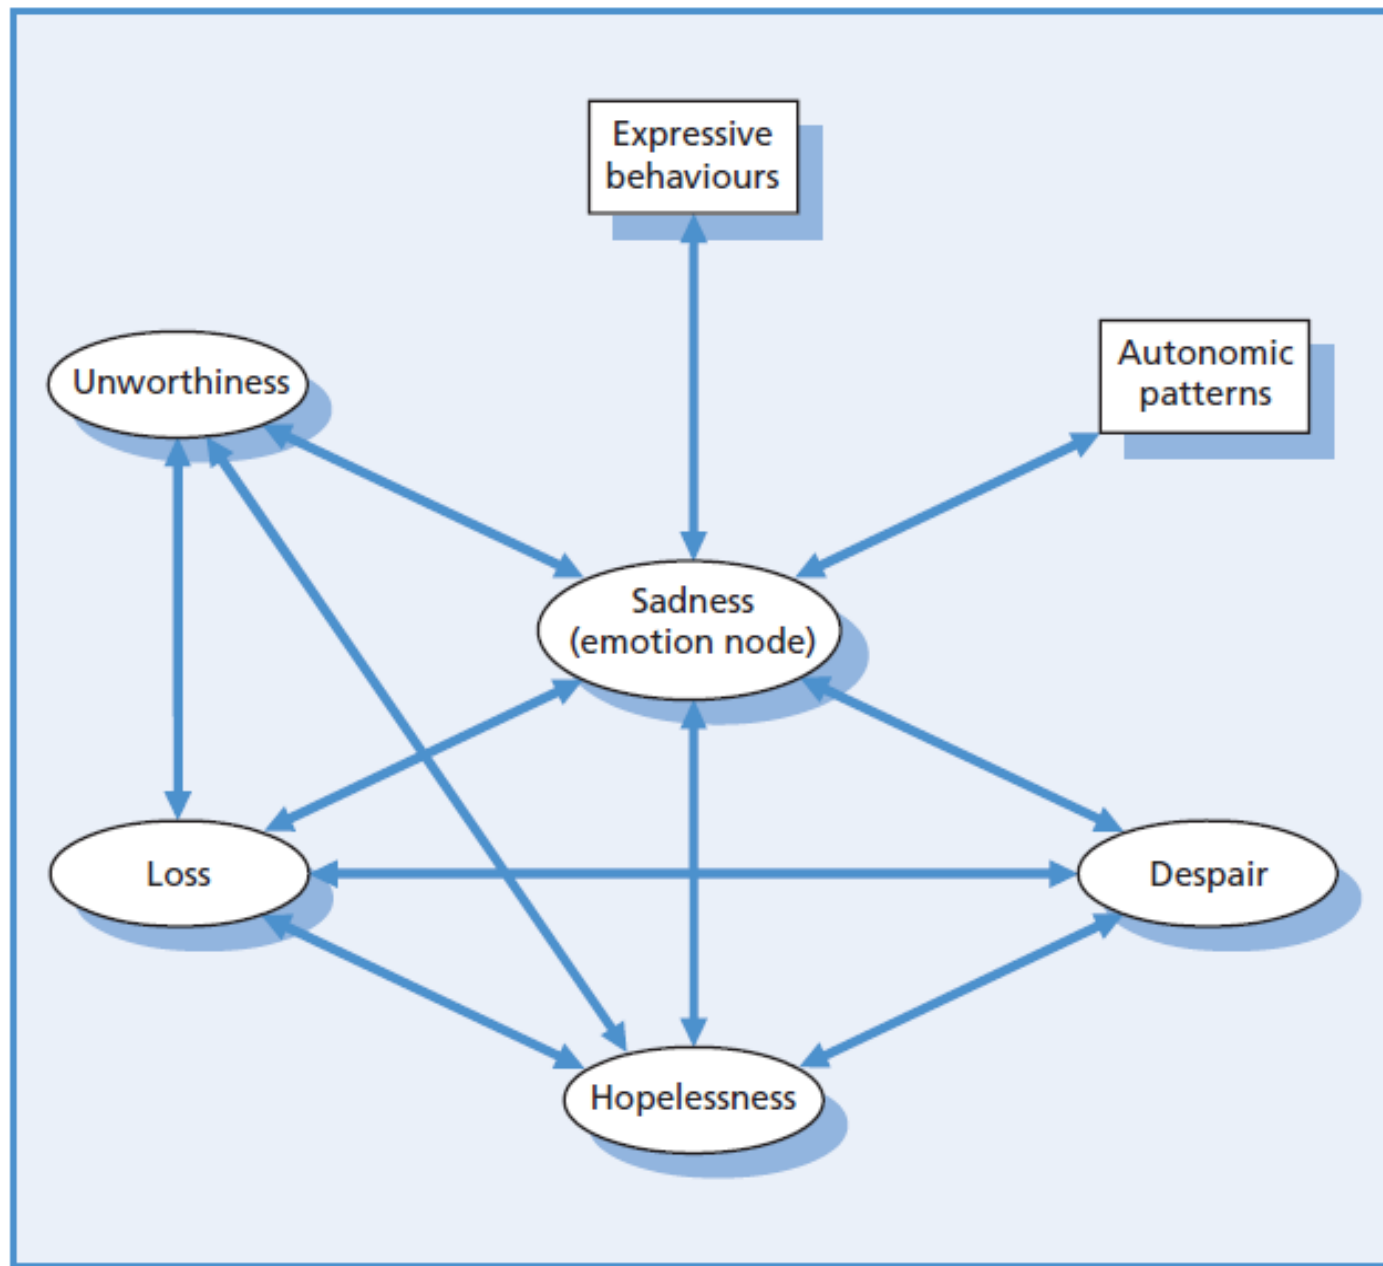 Expressive
behaviours
Autonomic
patterns
Unworthiness
Sadness
(emotion node)
Loss
Despair
Hopelessness